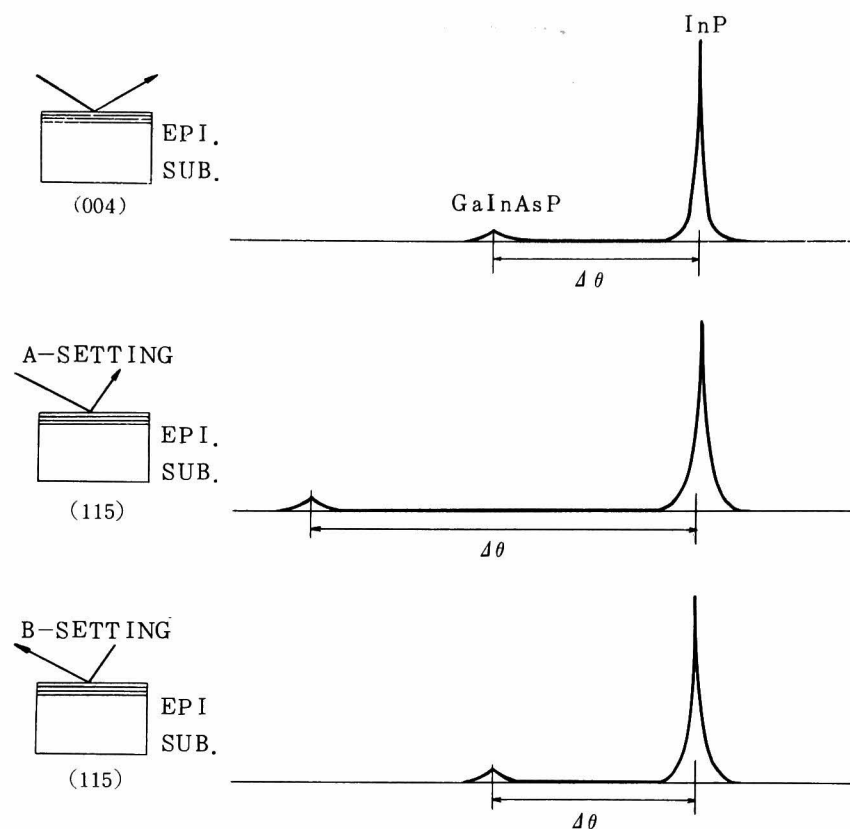 InP
EPI.
SUB.
(004)
GaInAsP
Δθ
A-SETTING
EPI.
SUB.
(115)
Δθ
B-SETTING
EPI
SUB.
(115)
Δθ